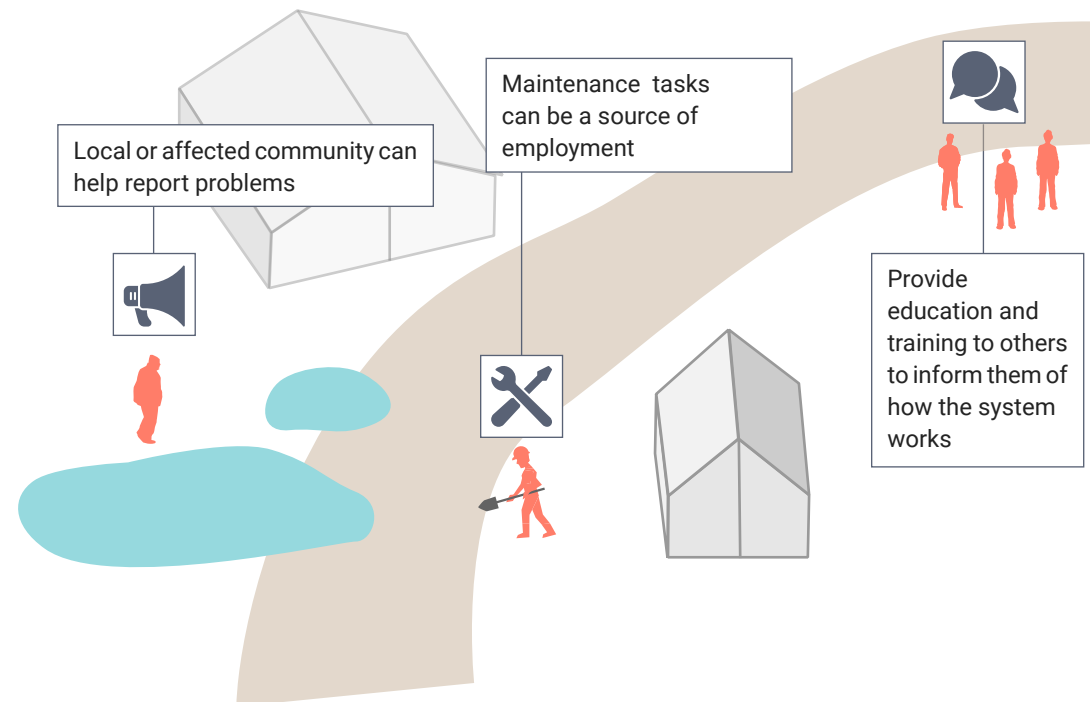 Local or affected community can
help report problems
Maintenance tasks
can be a source of
employment
Provide
education and
training to others
to inform them of
how the system
works